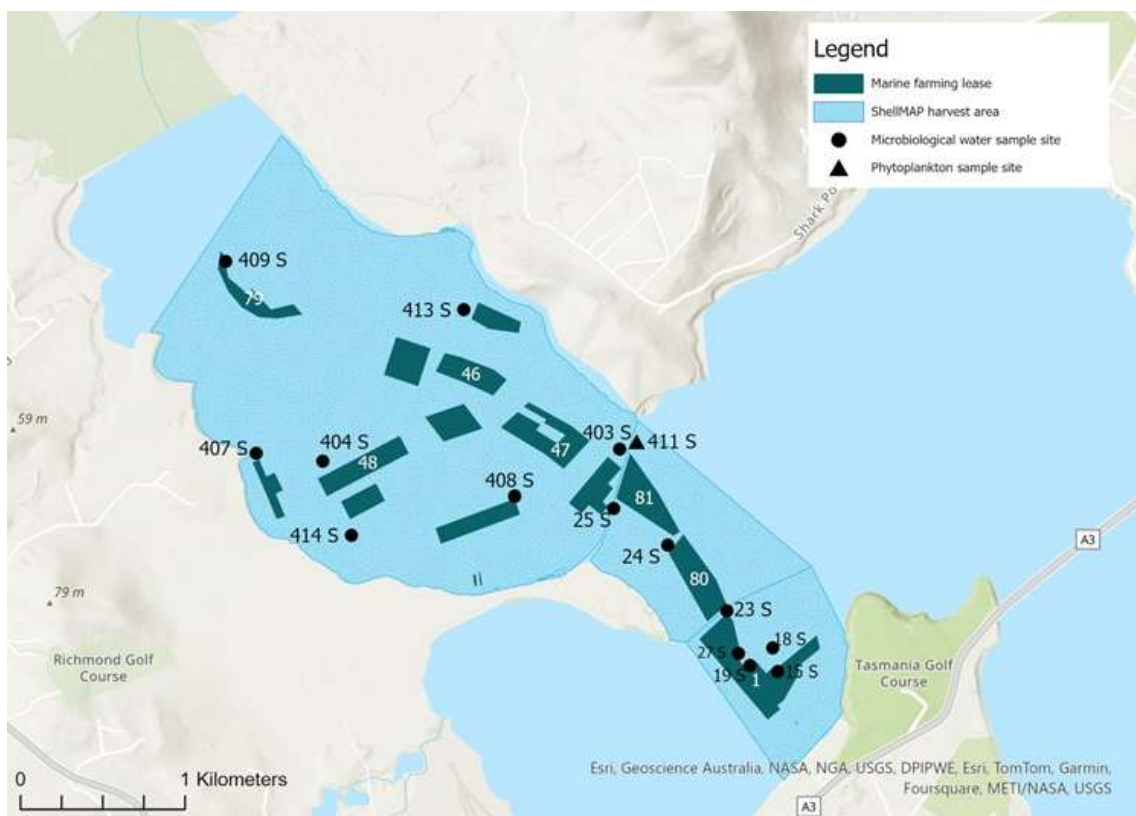 Legend
Marine farming lease
ShellMAP harvest area
Microbiological water sample site
Phytoplankton sample site
Shark Po
409 S
79
413 S
46
59 m
403 S
411 S
47
407 S
404 S
48
408 S
81
25 S
414 S
24 S
A3
80
79 m
23 S
18 S
27 S
Richmond Golf
Course
19 S
1
15 S
Tasmania Golf
Course
0
1 Kilometers
Esri, Geoscience Australia, NASA, NGA, USGS, DPIPWE, Esri, TomTom, Garmin,
Foursquare, METI/NASA, USGS
A3